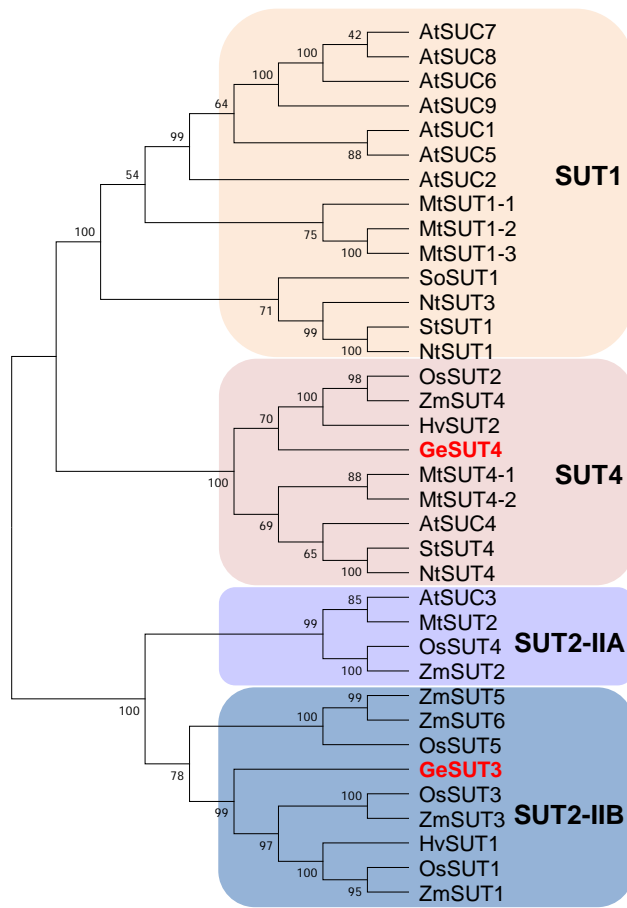 42
AtSUC7
AtSUC8
100
AtSUC6
100
AtSUC9
64
AtSUC1
88
AtSUC5
99
AtSUC2
SUT1
54
MtSUT1-1
75
MtSUT1-2
100
MtSUT1-3
100
SoSUT1
71
NtSUT3
99
StSUT1
100
NtSUT1
98
OsSUT2
ZmSUT4
100
HvSUT2
70
GeSUT4
100
88
MtSUT4-1
SUT4
MtSUT4-2
69
AtSUC4
65
StSUT4
100
NtSUT4
85
AtSUC3
99
MtSUT2
OsSUT4
SUT2-IIA
100
ZmSUT2
100
99
ZmSUT5
100
ZmSUT6
OsSUT5
78
GeSUT3
99
100
OsSUT3
ZmSUT3
SUT2-IIB
97
HvSUT1
100
OsSUT1
95
ZmSUT1